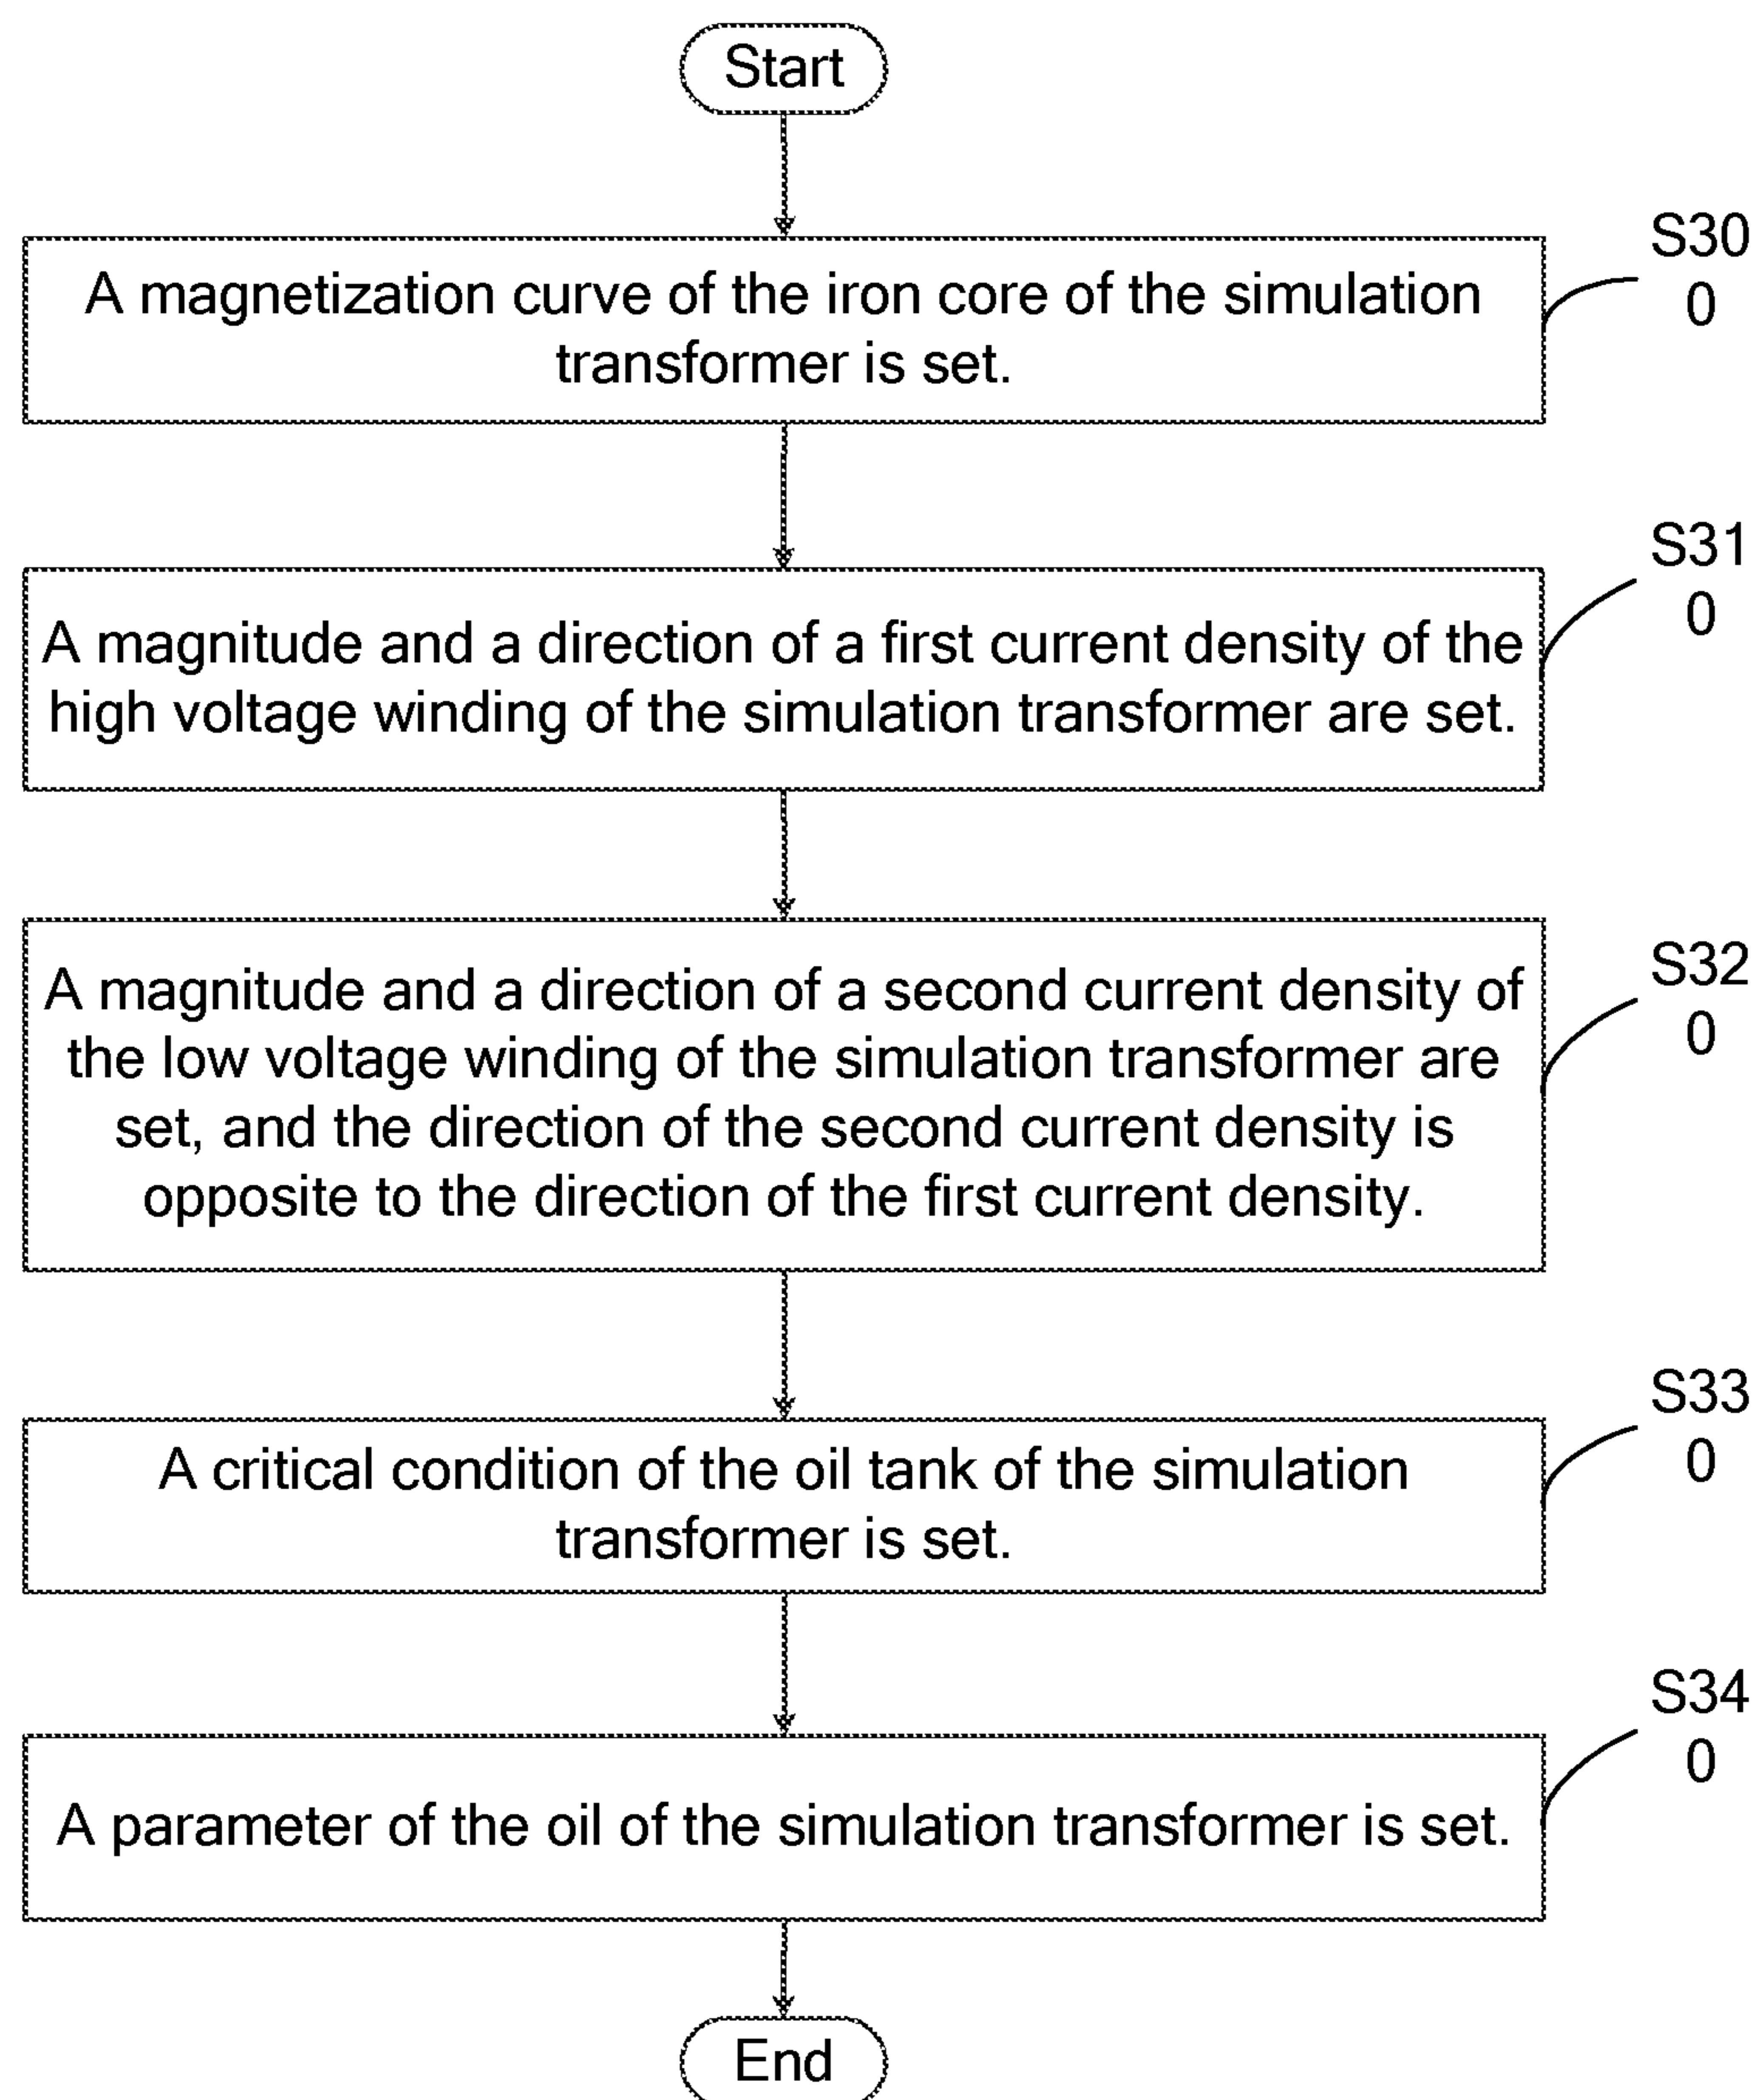 Start
S30
0
A magnetization curve of the iron core of the simulation
transformer is set.
S31
0
A magnitude and a direction of a first current density of the
high voltage winding of the simulation transformer are set.
S32
0
A magnitude and a direction of a second current density of
the low voltage winding of the simulation transformer are
set, and the direction of the second current density is
opposite to the direction of the first current density.
S33
0
A critical condition of the oil tank of the simulation
transformer is set.
S34
0
A parameter of the oil of the simulation transformer is set.
End